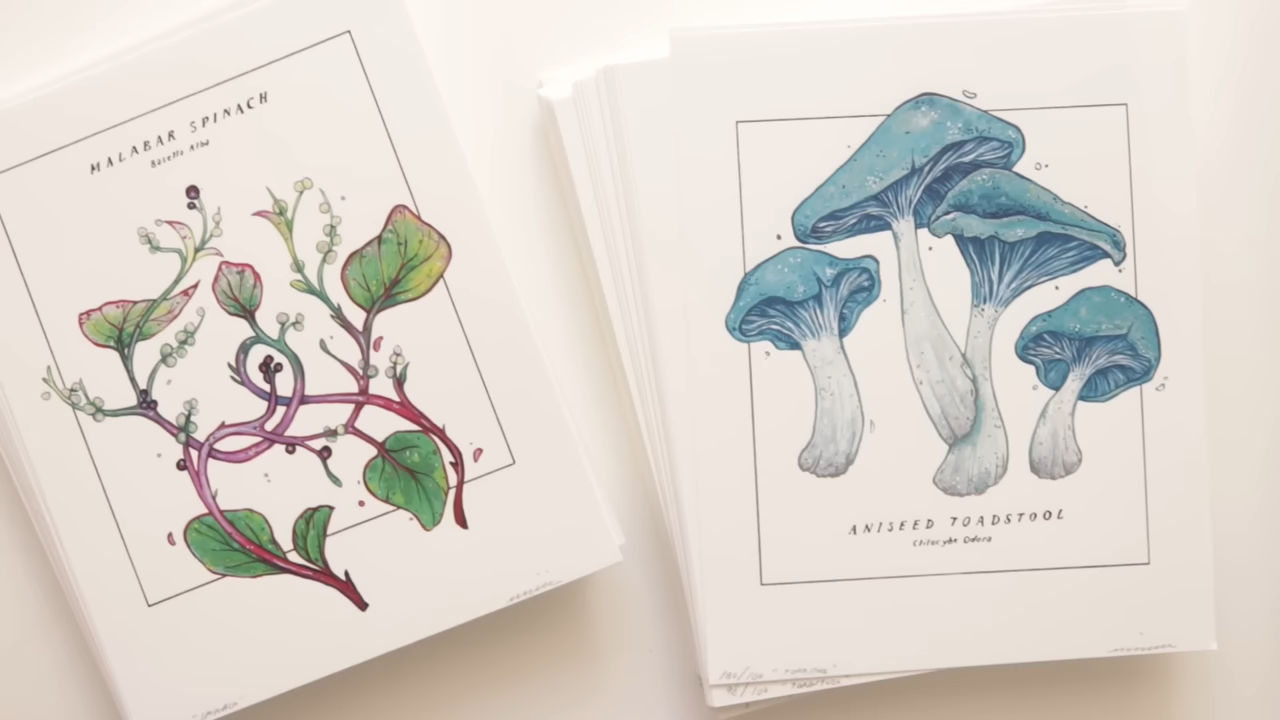 MALABAR SPINACH
Basella Alba
ANISEED TOADSTOOL
Clitocybe Odora